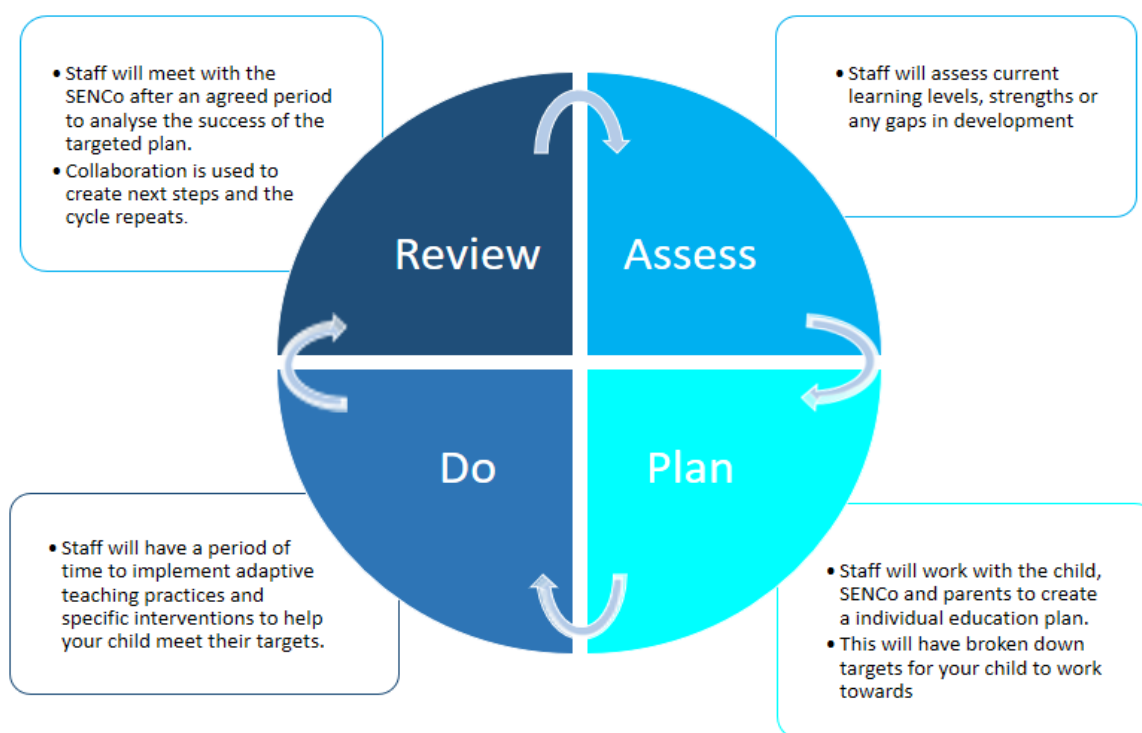 • Staff will meet with the
SENCo after an agreed period
to analyse the success of the
targeted plan.
• Collaboration is used to
create next steps and the
cycle repeats.
• Staff will assess current
learning levels, strengths or
any gaps in development
Review
Assess
Do
Plan
• Staff will have a period of
time to implement adaptive
teaching practices and
specific interventions to help
your child meet their targets.
• Staff will work with the child,
SENCo and parents to create
a individual education plan.
• This will have broken down
targets for your child to work
towards